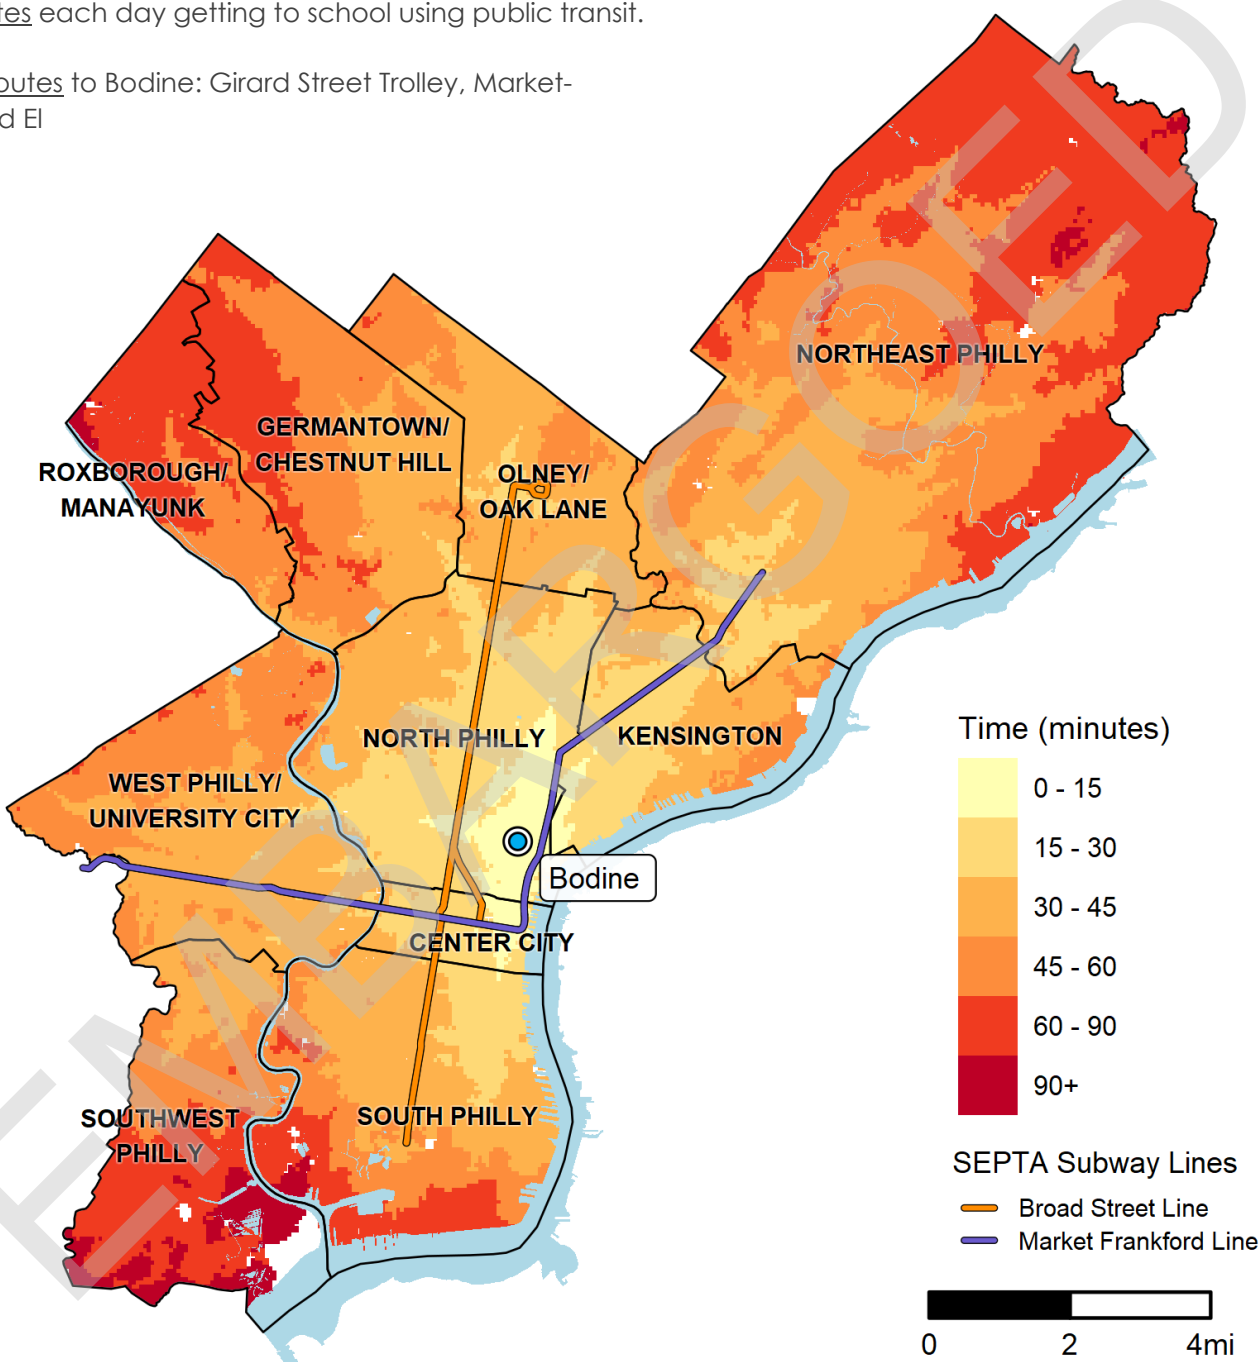 tes each day getting to school using public transit.
outes to Bodine: Girard Street Trolley, Market-
d El
NORTHEAST PHILLY
GERMANTOWN/
CHESTNUT HILL
ROXBOROUGH/
MANAYUNK
OLNEY/
OAK LANE
NORTH PHILLY
KENSINGTON
WEST PHILLY/
UNIVERSITY CITY
Bodine
CENTER CITY
SOUTHWEST
PHILLY
SOUTH PHILLY
Time (minutes)
0 - 15
15 - 30
30 - 45
45 - 60
60 - 90
90+
SEPTA Subway Lines
Broad Street Line
Market Frankford Line
0 2 4mi
EMBARGOED